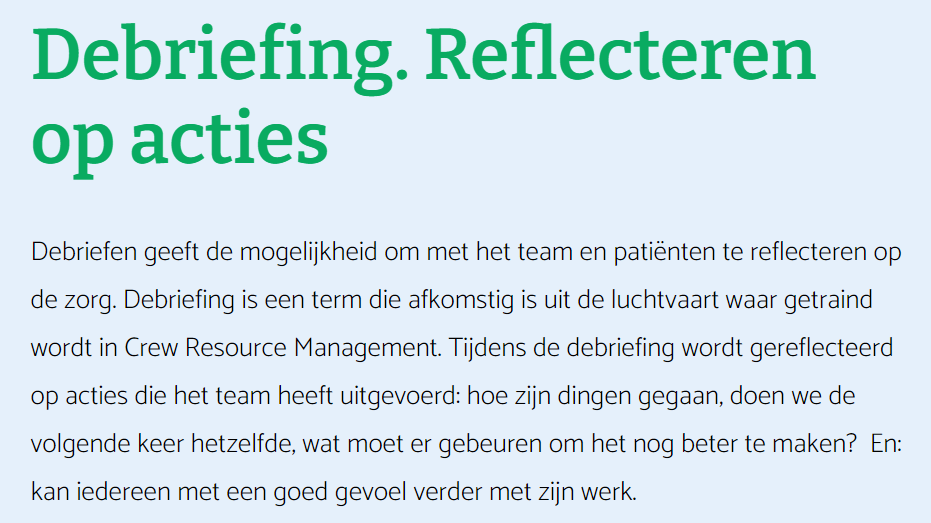 Debriefing. Reflecteren
op acties
Debriefen geeft de mogelijkheid om met het team en patiënten te reflecteren op
de zorg. Debriefing is een term die afkomstig is uit de luchtvaart waar getraind
wordt in Crew Resource Management. Tijdens de debriefing wordt gereflecteerd
op acties die het team heeft uitgevoerd: hoe zijn dingen gegaan, doen we de
volgende keer hetzelfde, wat moet er gebeuren om het nog beter te maken?  En:
kan iedereen met een goed gevoel verder met zijn werk.